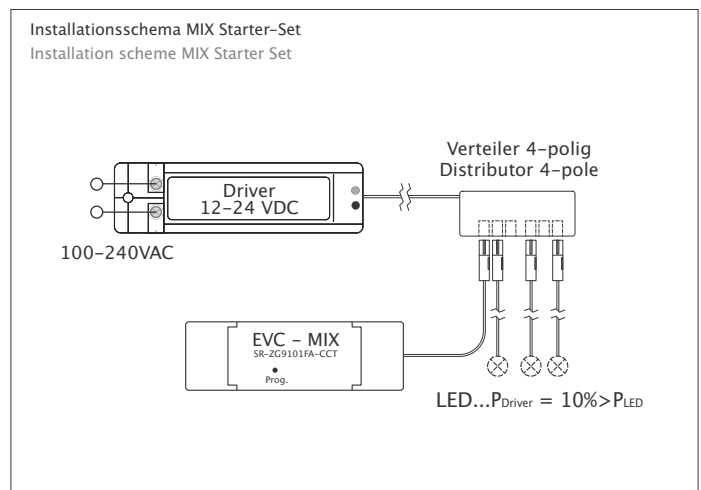 Installationsschema MIX Starter-Set
Installation scheme MIX Starter Set
Verteiler 4-polig
Distributor 4-pole
Driver
12-24 VDC
100-240VAC
EVC - MIX
SR-ZG9101FA-CCT
Prog.
LED...PDriver = 10%>PLED